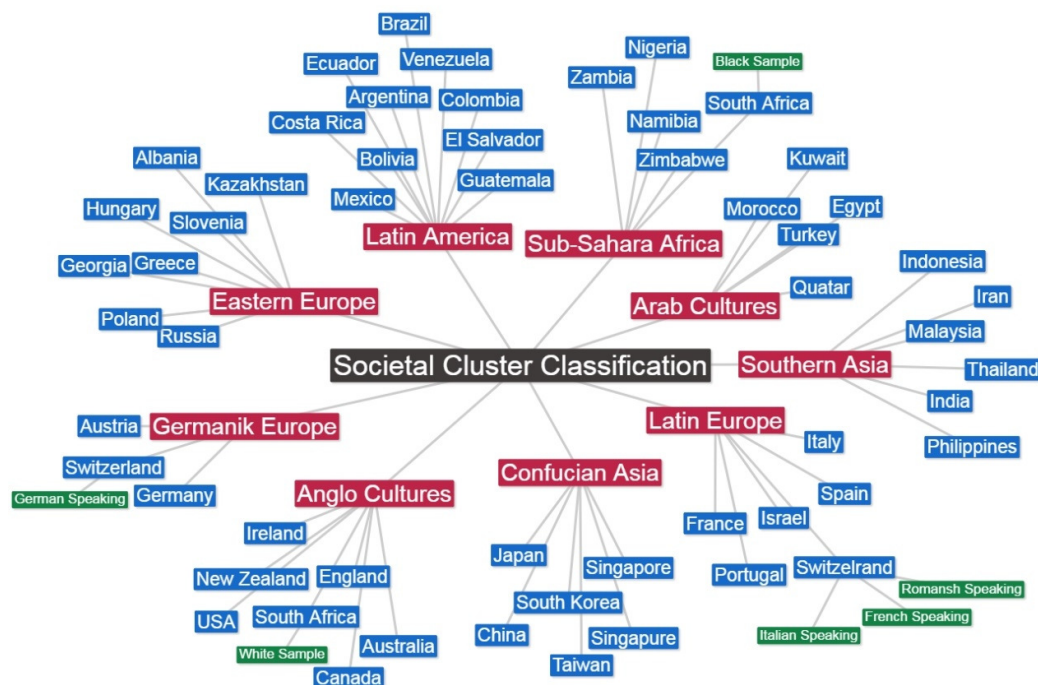 Brazil
Nigeria
Ecuador
Venezuela
Black Sample
Zambia
Argentina
Colombia
South Africa
Costa Rica
Namibia
El Salvador
Albania
Bolivia
Zimbabwe
Kuwait
Kazakhstan
Guatemala
Mexico
Hungary
Morocco
Egypt
Slovenia
Latin America
Sub-Sahara Africa
Turkey
Georgia
Greece
Indonesia
Quatar
Eastern Europe
Arab Cultures
Iran
Poland
Russia
Malaysia
Societal Cluster Classification
Southern Asia
Thailand
India
Latin Europe
Austria
Germanik Europe
Italy
Philippines
Switzerland
Confucian Asia
German Speaking
Germany
Anglo Cultures
Spain
France
Israel
Ireland
Japan
Singapore
Switzelrand
New Zealand
England
Portugal
Romansh Speaking
South Korea
USA
South Africa
French Speaking
China
Singapure
Italian Speaking
Australia
White Sample
Taiwan
Canada